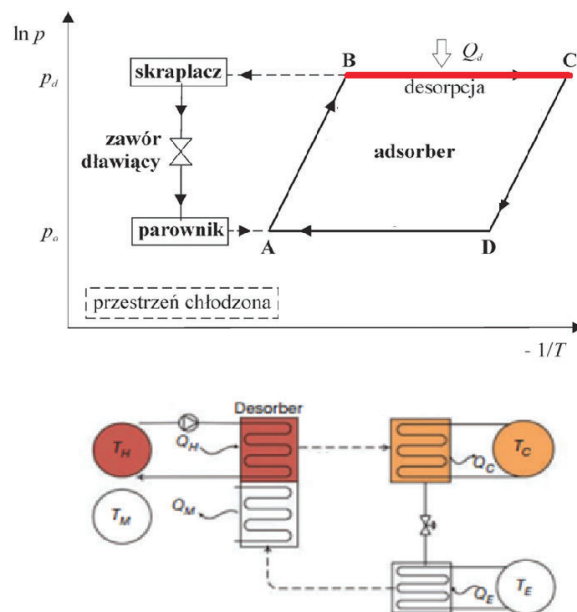 ln p
p_d
skraplacz
B
Q_d
C
desorpcja
zawór
dławiący
adsorber
p_o
parownik
A
D
przestrzeń chłodzona
- 1/T
Desorber
T_H
Q_H
Q_C
T_C
T_M
Q_M
Q_E
T_E